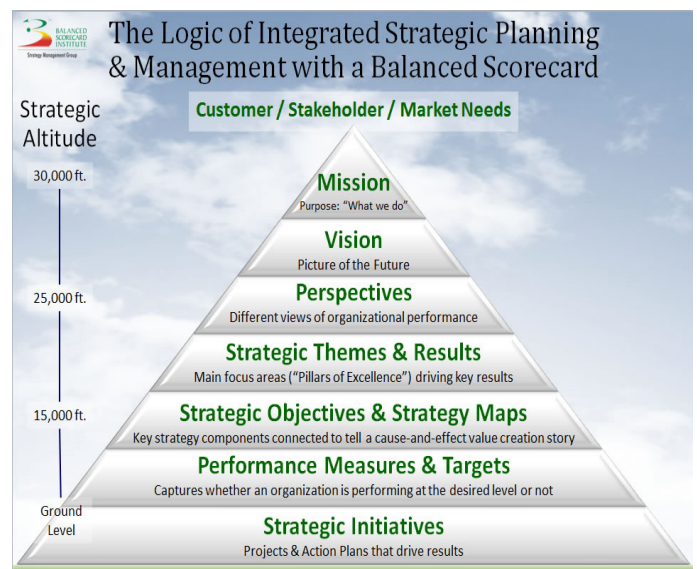 BALANCED
SCORECARD
INSTITUTE
Strategy Management Group
The Logic of Integrated Strategic Planning
& Management with a Balanced Scorecard
Strategic
Altitude
Customer / Stakeholder / Market Needs
30,000 ft.
Mission
Purpose: “What we do”
Vision
Picture of the Future
25,000 ft.
Perspectives
Different views of organizational performance
Strategic Themes & Results
Main focus areas (“Pillars of Excellence”) driving key results
15,000 ft.
Strategic Objectives & Strategy Maps
Key strategy components connected to tell a cause-and-effect value creation story
Performance Measures & Targets
Captures whether an organization is performing at the desired level or not
Ground
Level
Strategic Initiatives
Projects & Action Plans that drive results